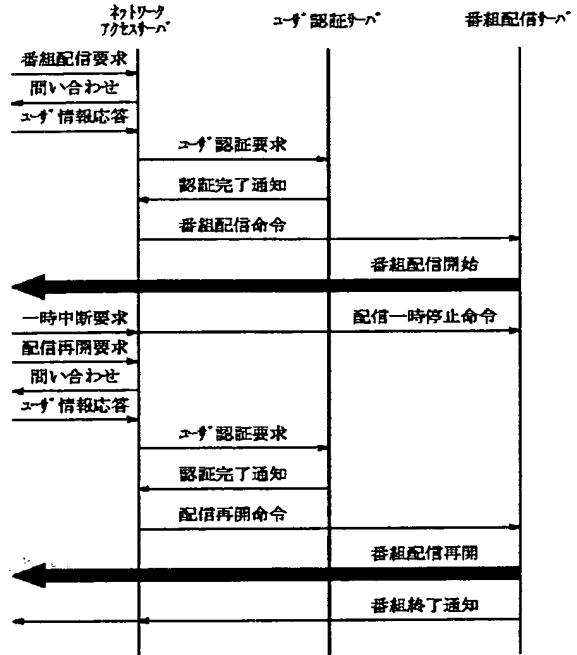 ネットワーク
アクセスサーバ
ユーザ認証サーバ
番組配信サーバ
番組配信要求
問い合わせ
ユーザ情報応答
ユーザ認証要求
認証完了通知
番組配信命令
番組配信開始
一時中断要求
配信一時停止命令
配信再開要求
問い合わせ
ユーザ情報応答
ユーザ認証要求
認証完了通知
配信再開命令
番組配信再開
番組終了通知